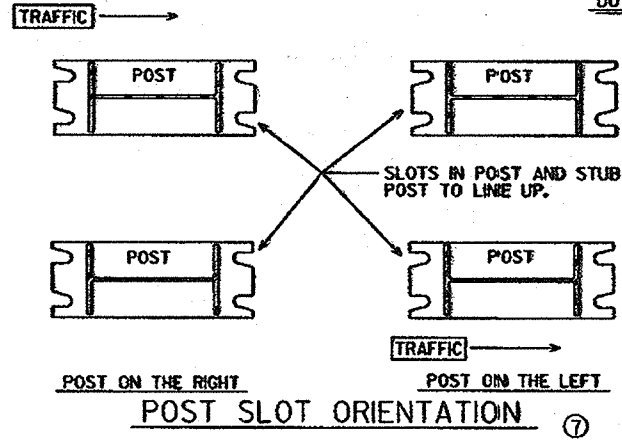 TRAFFIC
POST
POST
SLOTS IN POST AND STUB
POST TO LINE UP.
POST
POST
TRAFFIC
POST ON THE RIGHT
POST ON THE LEFT
POST SLOT ORIENTATION 7